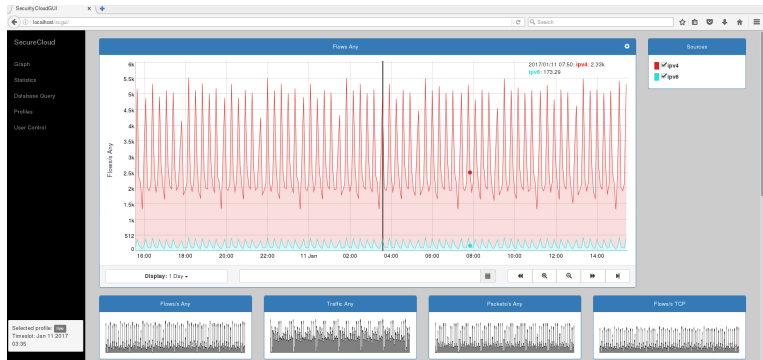 SecurityCloudGUI
localhost/scgui/
Search
SecureCloud
Graph
Statistics
Database Query
Profiles
User Control
Selected profile: live
Timeslot: Jan 11 2017
03:35
Flows Any
2017/01/11 07:50: ipv4: 2.33k
ipv6: 173.29
Flows/s Any
6k
5.5k
5k
4.5k
4k
3.5k
3k
2.5k
2k
1.5k
1k
512
0
16:00 18:00 20:00 22:00 11 Jan 02:00 04:00 06:00 08:00 10:00 12:00 14:00
Display: 1 Day
Sources
ipv4
ipv6
Flows/s Any
Traffic Any
Packets/s Any
Flows/s TCP